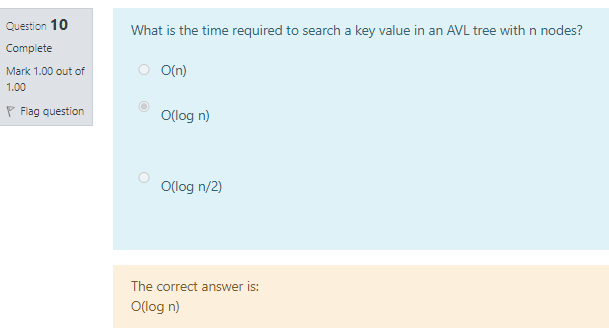 Question 10
Complete
Mark 1.00 out of
1.00
Flag question
What is the time required to search a key value in an AVL tree with n nodes?
O(n)
O(log n)
O(log n/2)
The correct answer is:
O(log n)